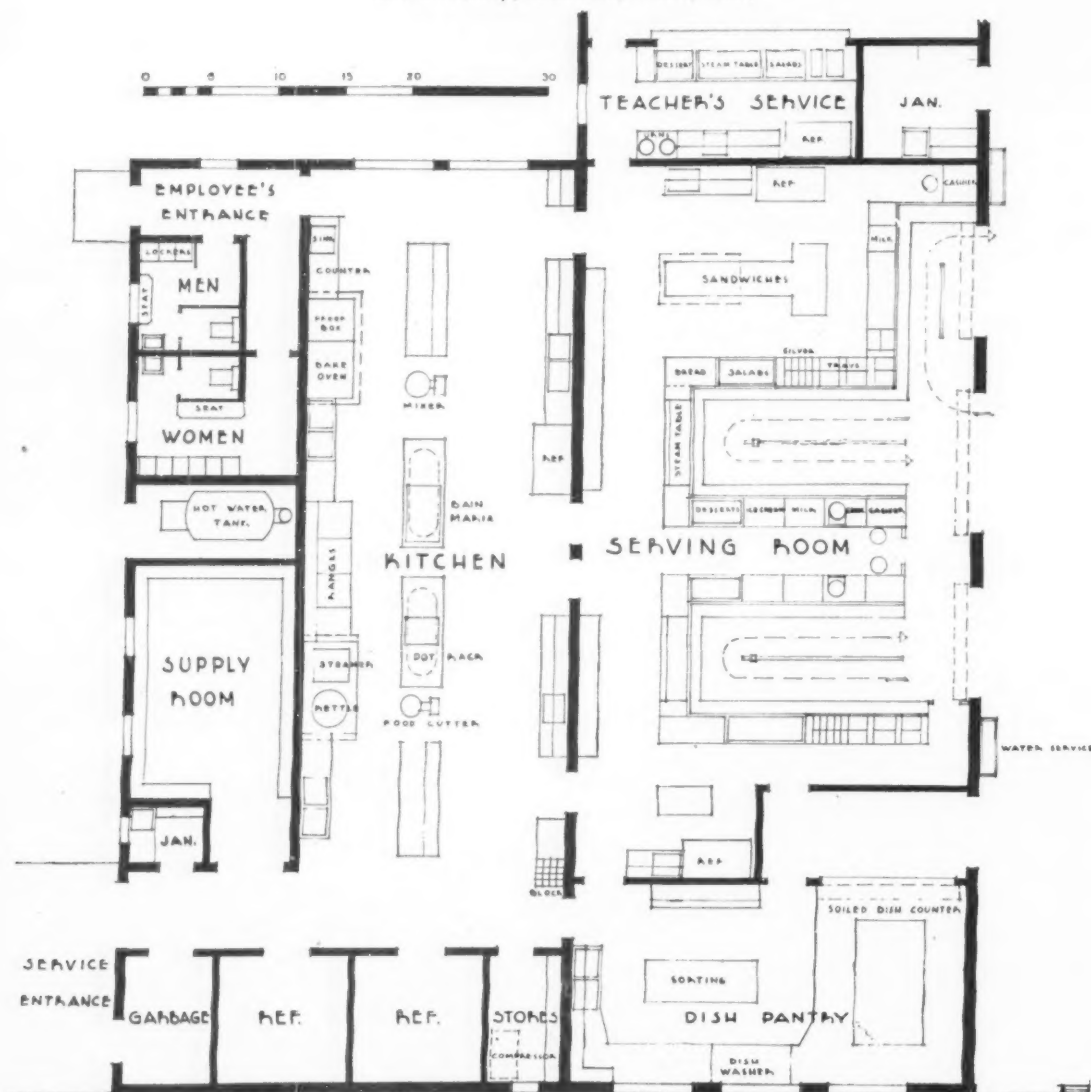 0 5 10 15 20 30
DESSERT STEAM TABLE SALADS
TEACHER'S SERVICE
JAN.
URNS
REF.
EMPLOYEE'S
ENTRANCE
REF.
CASHIER
LOCKERS
SINK
MILK
COUNTER
MEN
SEAT
SANDWICHES
PROOF
BOX
SILVER
BAKE
OVEN
BREAD
SALADS
TRAYS
MIXER
SEAT
WOMEN
STEAM TABLE
REF.
HOT WATER
TANK.
BAIN
MARIE
DESSERTS
ICE CREAM
MILK
CASHIER
KITCHEN
SERVING ROOM
RANGES
SUPPLY
ROOM
STEAMER
POT RACK
KETTLE
FOOD CUTTER
WATER SERVICE
JAN.
REF
BLOCK
SOILED DISH COUNTER
SERVICE
ENTRANCE
SORTING
GARBAGE
REF.
REF.
STORES
DISH PANTRY
COMPRESSOR
DISH
WASHER